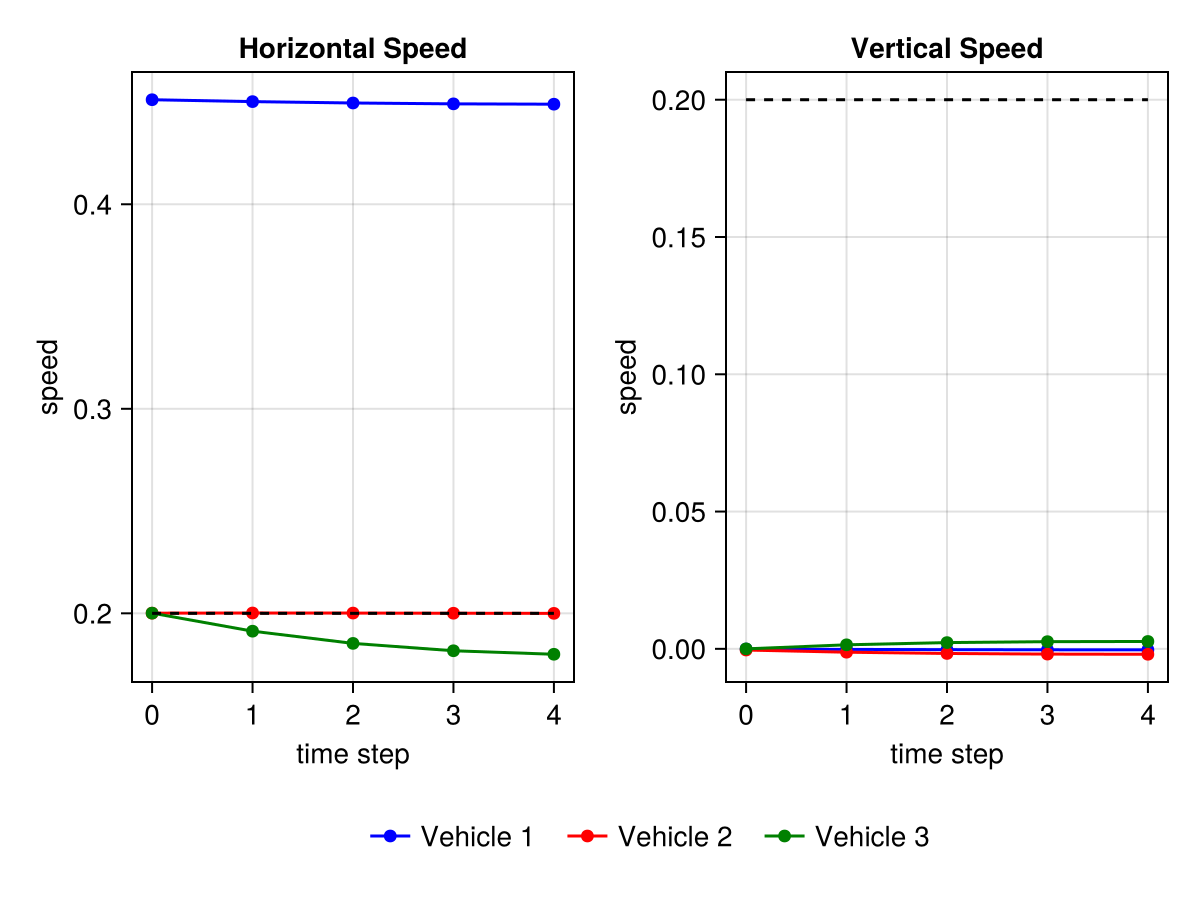 Horizontal Speed
Vertical Speed
speed
0.4
0.3
0.2
0 1 2 3 4
time step
speed
0.20
0.15
0.10
0.05
0.00
0 1 2 3 4
time step
Vehicle 1 Vehicle 2 Vehicle 3